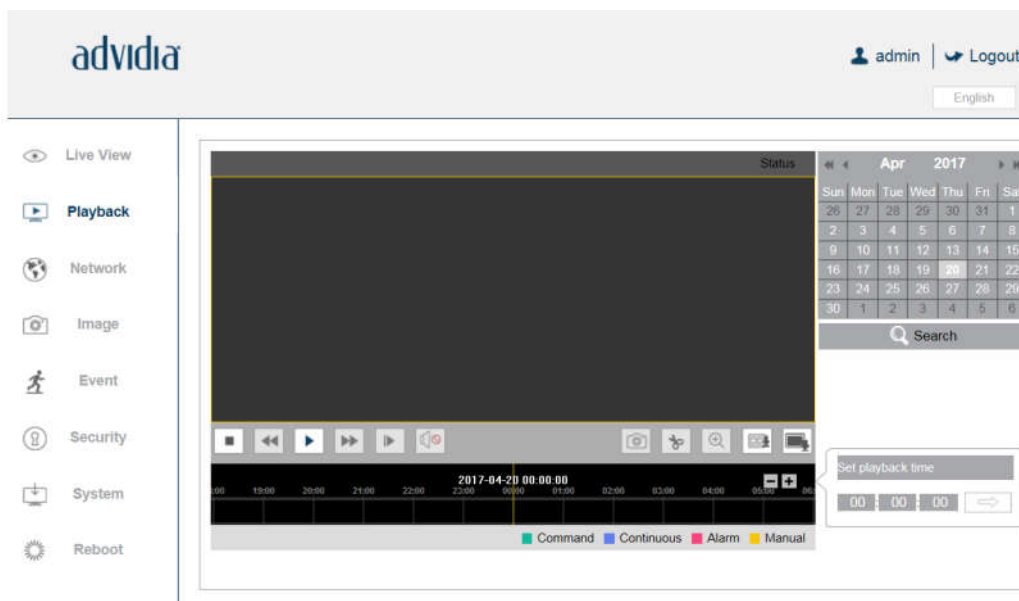 advidia
admin | Logout
English
Live View
Playback
Network
Image
Event
Security
System
Reboot
Status
Apr 2017
Sun Mon Tue Wed Thu Fri Sa
26 27 28 29 30 31 1
2 3 4 5 6 7 8
9 10 11 12 13 14 15
16 17 18 19 20 21 22
23 24 25 26 27 28 29
30 1 2 3 4 5 6
Search
2017-04-20 00:00:00
:00 19:00 20:00 21:00 22:00 23:00 00:00 01:00 02:00 03:00 04:00 05:00 06:
Command Continuous Alarm Manual
Set playback time
00 : 00 : 00